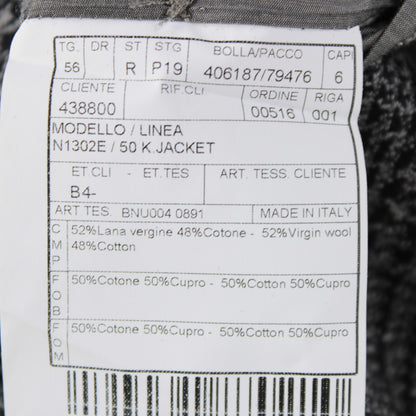 TG. DR ST STG BOLLA/PACCO CAP
56 R P19 406187/79476 6
CLIENTE RIF.CLI ORDINE RIGA
438800 00516 001
MODELLO / LINEA
N1302E / 50 K.JACKET
ET CLI - ET.TES ART. TESS. CLIENTE
B4-
ART TES. BNU004 0891 MADE IN ITALY
CMP 52%Lana vergine 48%Cotone - 52%Virgin wool
48%Cotton
FOB 50%Cotone 50%Cupro - 50%Cotton 50%Cupro
FOM 50%Cotone 50%Cupro - 50%Cotton 50%Cupro